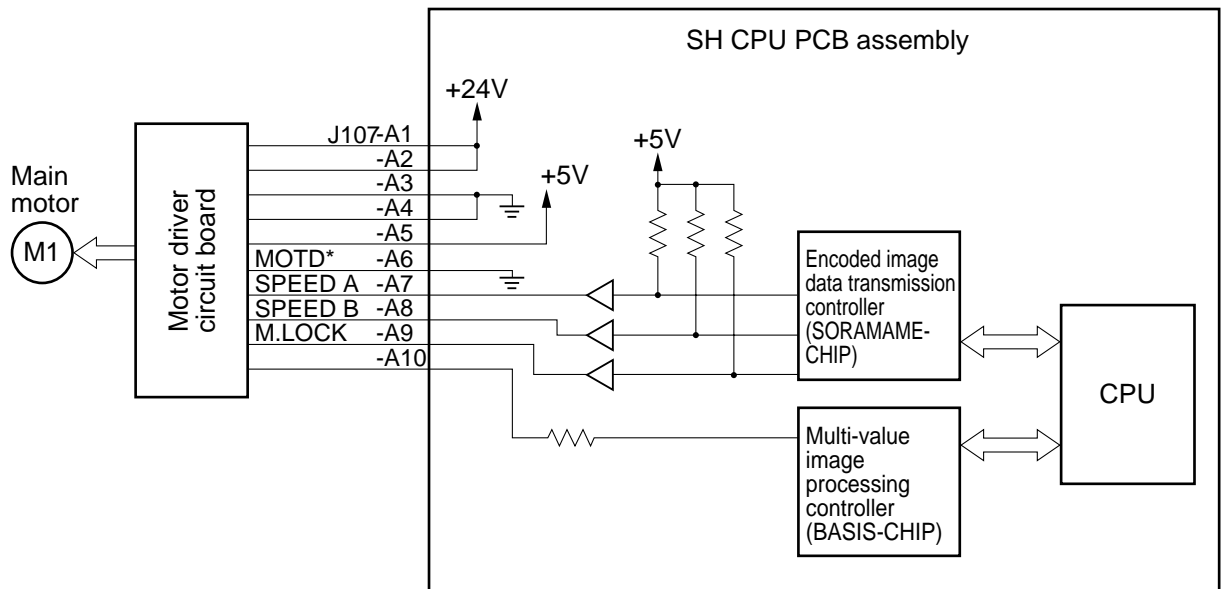 SH CPU PCB assembly
+24V
J107-A1
-A2
-A3
-A4
-A5
MOTD* -A6
SPEED A -A7
SPEED B -A8
M.LOCK -A9
-A10
+5V
+5V
Main
motor
M1
Motor driver
circuit board
Encoded image
data transmission
controller
(SORAMAME-
CHIP)
Multi-value
image
processing
controller
(BASIS-CHIP)
CPU